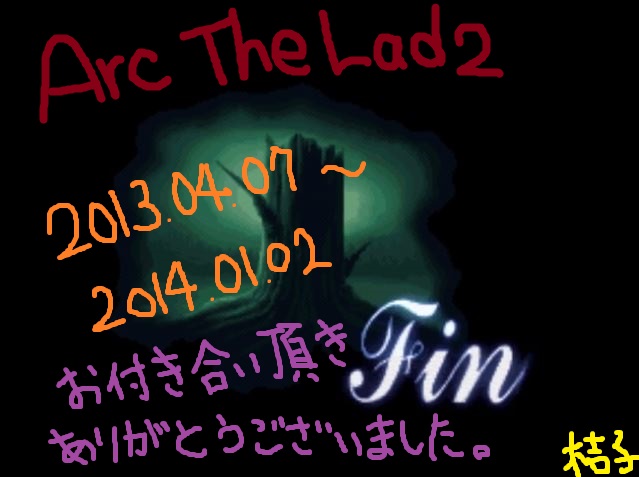 Arc The Lad 2
2013.04.07 ～
2014.01.02
Fin
お付き合い頂き
ありがとうございました。
桔子